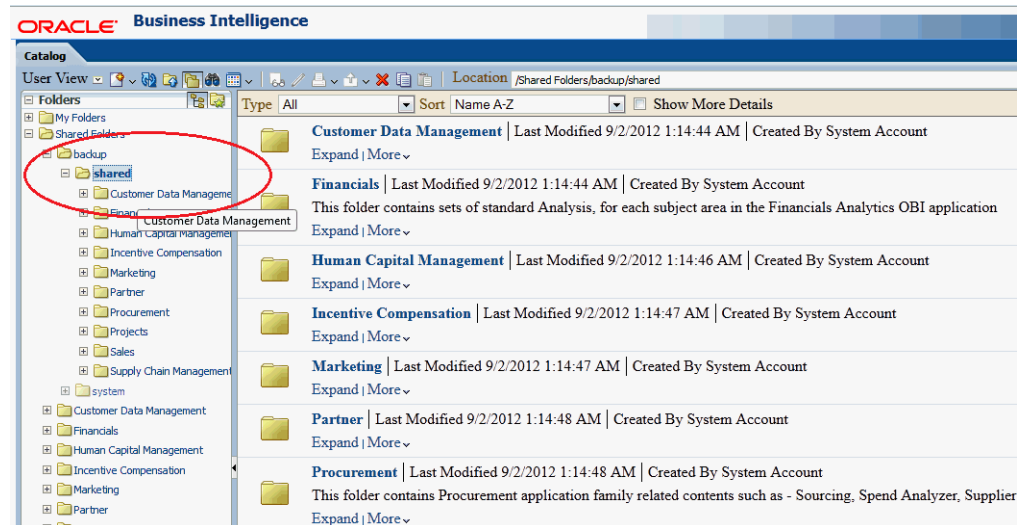 ORACLE Business Intelligence
Catalog
User View Location /Shared Folders/backup/shared
Folders
My Folders
Shared Folders
backup
shared
Customer Data Manageme
Customer Data Management
Human Capital Managemen
Incentive Compensation
Marketing
Partner
Procurement
Projects
Sales
Supply Chain Management
system
Customer Data Management
Financials
Human Capital Management
Incentive Compensation
Marketing
Partner
Type All Sort Name A-Z Show More Details
Customer Data Management | Last Modified 9/2/2012 1:14:44 AM | Created By System Account
Expand | More
Financials | Last Modified 9/2/2012 1:14:44 AM | Created By System Account
This folder contains sets of standard Analysis, for each subject area in the Financials Analytics OBI application
Expand | More
Human Capital Management | Last Modified 9/2/2012 1:14:46 AM | Created By System Account
Expand | More
Incentive Compensation | Last Modified 9/2/2012 1:14:47 AM | Created By System Account
Expand | More
Marketing | Last Modified 9/2/2012 1:14:47 AM | Created By System Account
Expand | More
Partner | Last Modified 9/2/2012 1:14:48 AM | Created By System Account
Expand | More
Procurement | Last Modified 9/2/2012 1:14:48 AM | Created By System Account
This folder contains Procurement application family related contents such as - Sourcing, Spend Analyzer, Supplier
Expand | More